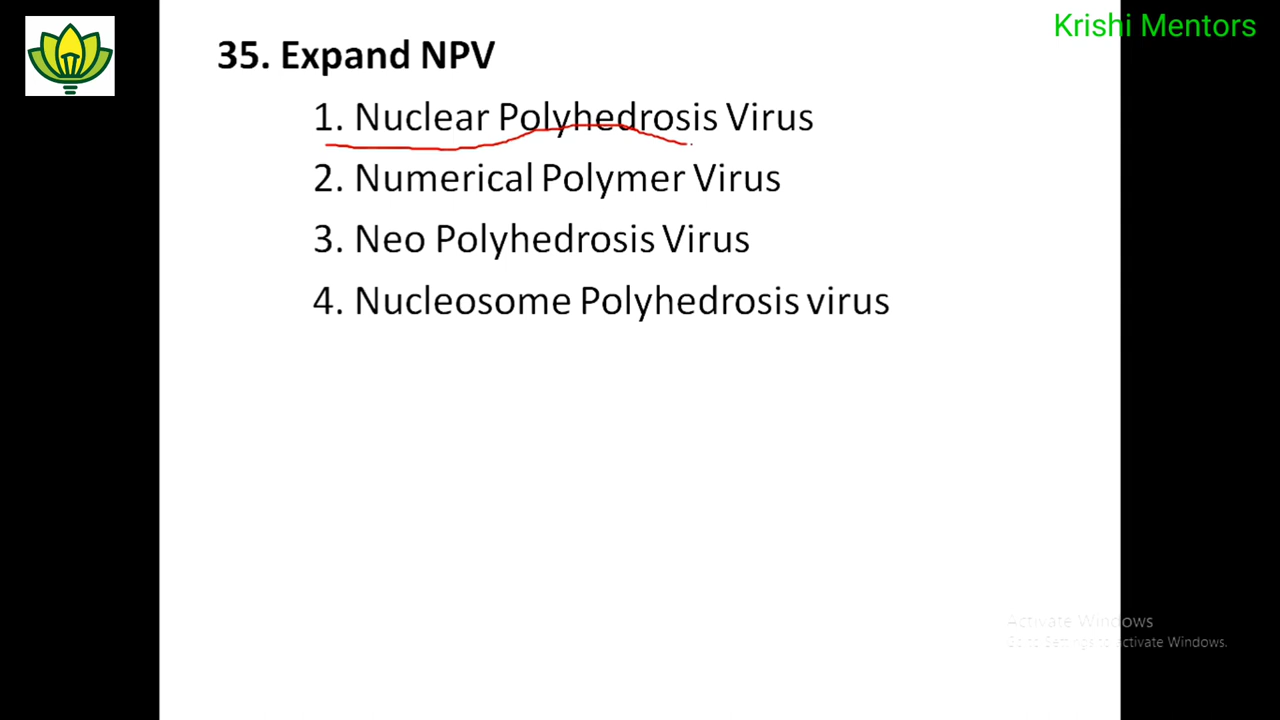 Krishi Mentors
35. Expand NPV
1. Nuclear Polyhedrosis Virus
2. Numerical Polymer Virus
3. Neo Polyhedrosis Virus
4. Nucleosome Polyhedrosis virus
Activate Windows
Go to Settings to activate Windows.